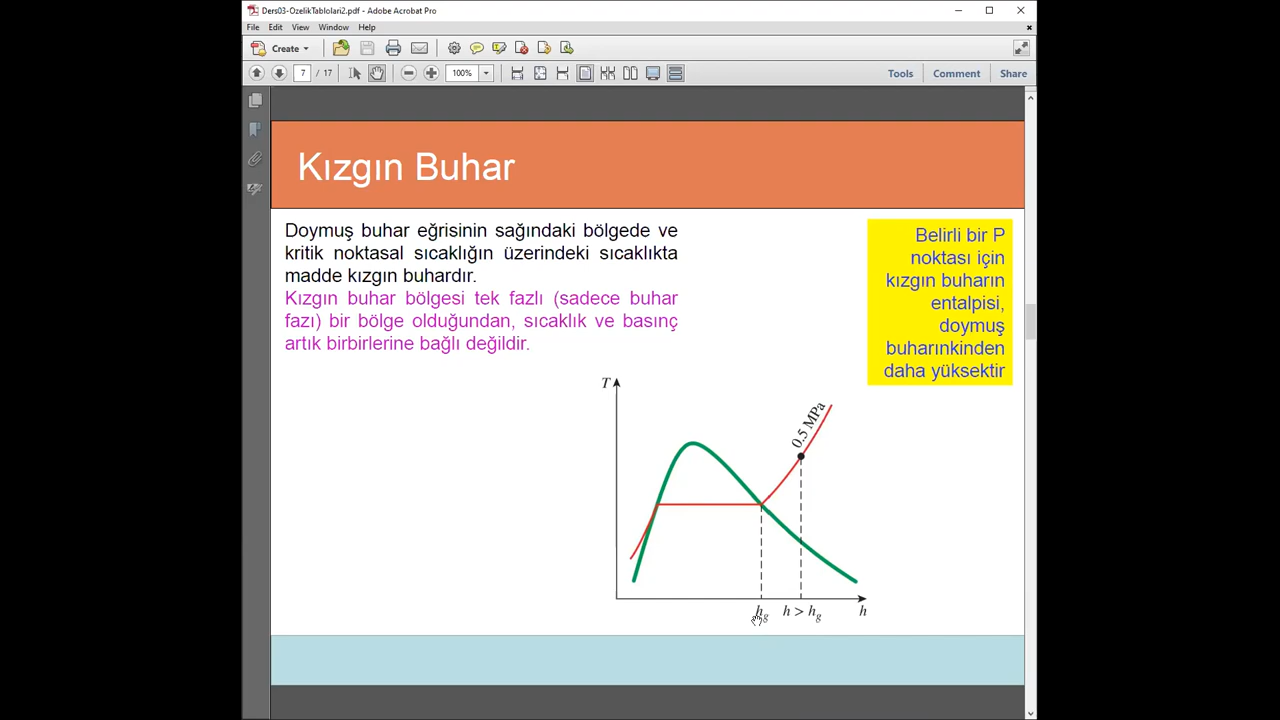 Ders03-OzelikTablolari2.pdf - Adobe Acrobat Pro
File Edit View Window Help
Create
7 / 17 100% Tools Comment Share
Kızgın Buhar
Doymuş buhar eğrisinin sağındaki bölgede ve
kritik noktasal sıcaklığın üzerindeki sıcaklıkta
madde kızgın buhardır.
Kızgın buhar bölgesi tek fazlı (sadece buhar
fazı) bir bölge olduğundan, sıcaklık ve basınç
artık birbirlerine bağlı değildir.
Belirli bir P
noktası için
kızgın buharın
entalpisi,
doymuş
buharınkinden
daha yüksektir
T
0.5 MPa
hg h > hg h